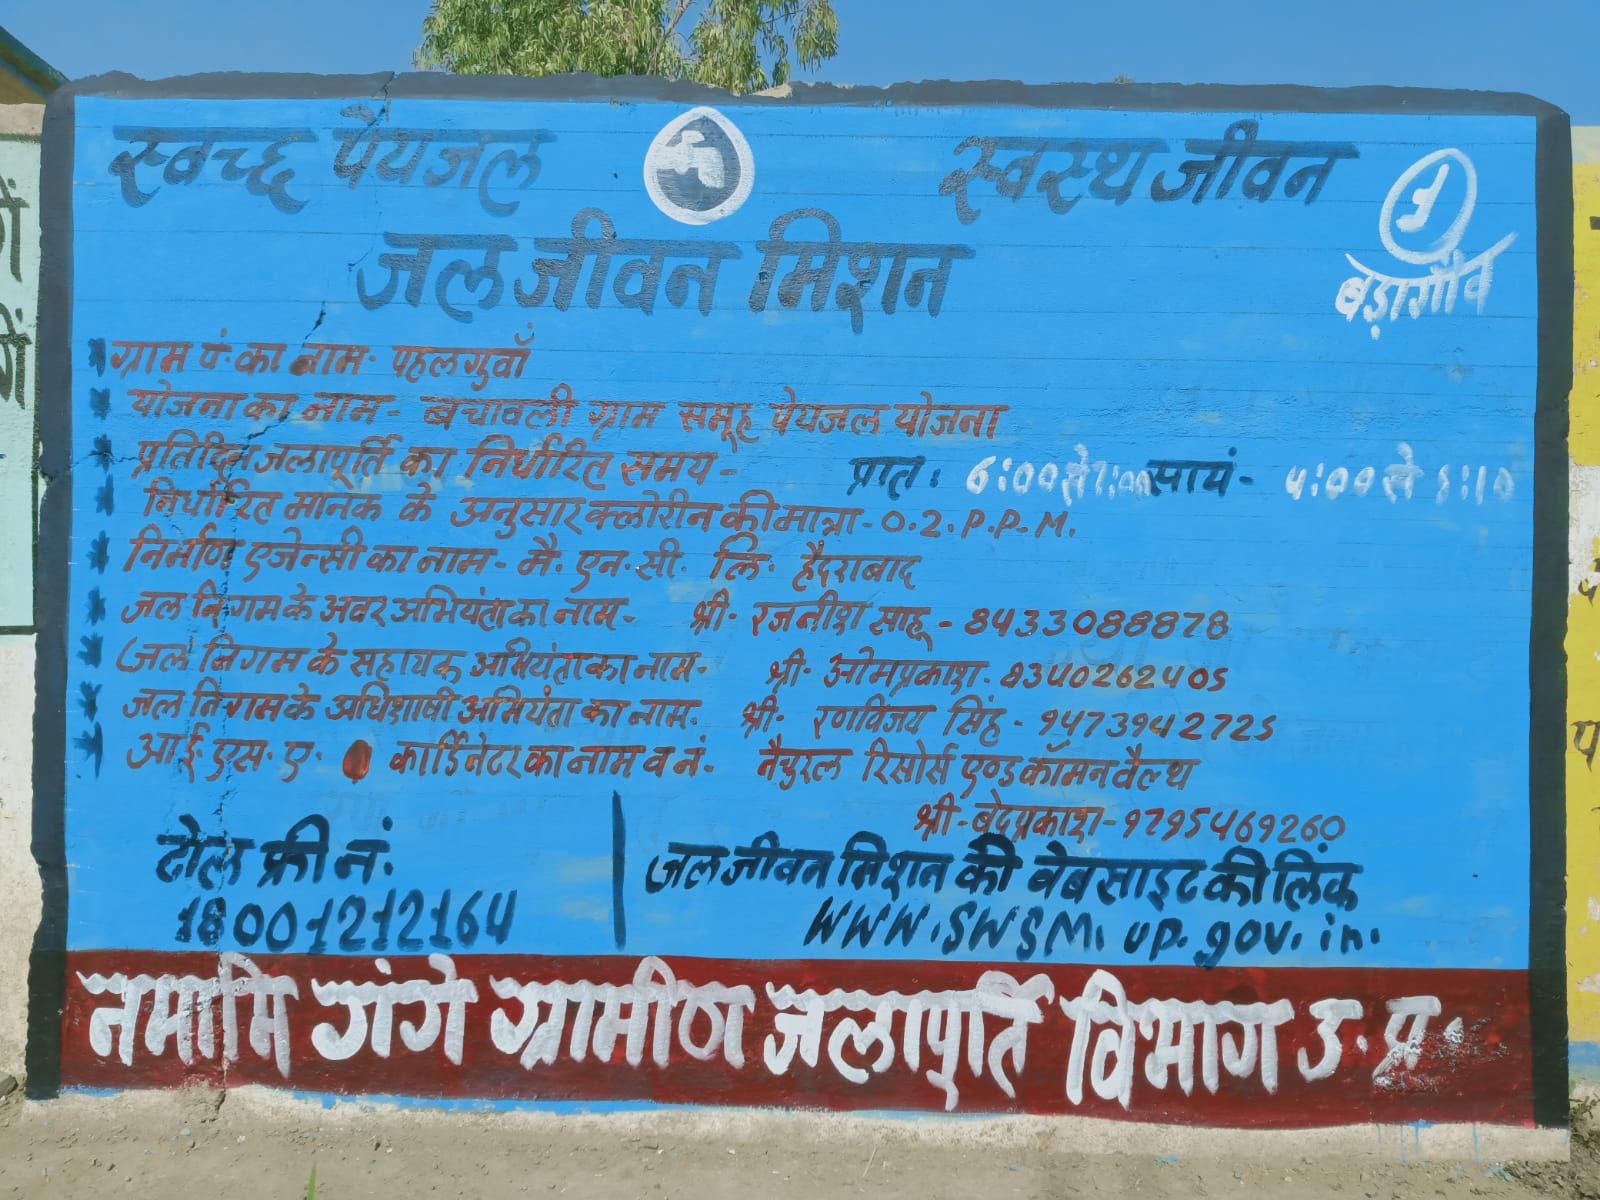 स्वच्छ पेयजल स्वस्थ जीवन
जल जीवन मिशन
बड़ागाँव
ग्राम पं. का नाम- पहलगुवाँ
योजना का नाम- बचावली ग्राम समूह पेयजल योजना
प्रतिदिन जलापूर्ति का निर्धारित समय- प्रात: 6:00 से 7:00 सायं- 4:00 से 5:10
निर्धारित मानक के अनुसार क्लोरीन की मात्रा - 0.2.P.P.M.
निर्माण एजेन्सी का नाम- मै. एन. सी. लि. हैदराबाद
जल निगम के अवर अभियंता का नाम- श्री- रजनीश साहू - 8433088878
जल निगम के सहायक अभियंता का नाम- श्री- ओमप्रकाश- 8340262405
जल निगम के अधिशाषी अभियंता का नाम. श्री- रणविजय सिंह - 9473942725
आई. एस. ए. कार्डिनेटर का नाम व नं. नैचुरल रिसोर्स एण्ड कॉमन वैल्थ
श्री- बेदप्रकाश- 9795469260
टोल फ्री नं.
18001212164
जल जीवन मिशन की वेबसाइट की लिंक
WWW.SWSM.up.gov.in.
नमामि गंगे ग्रामीण जलापूर्ति विभाग उ.प्र.